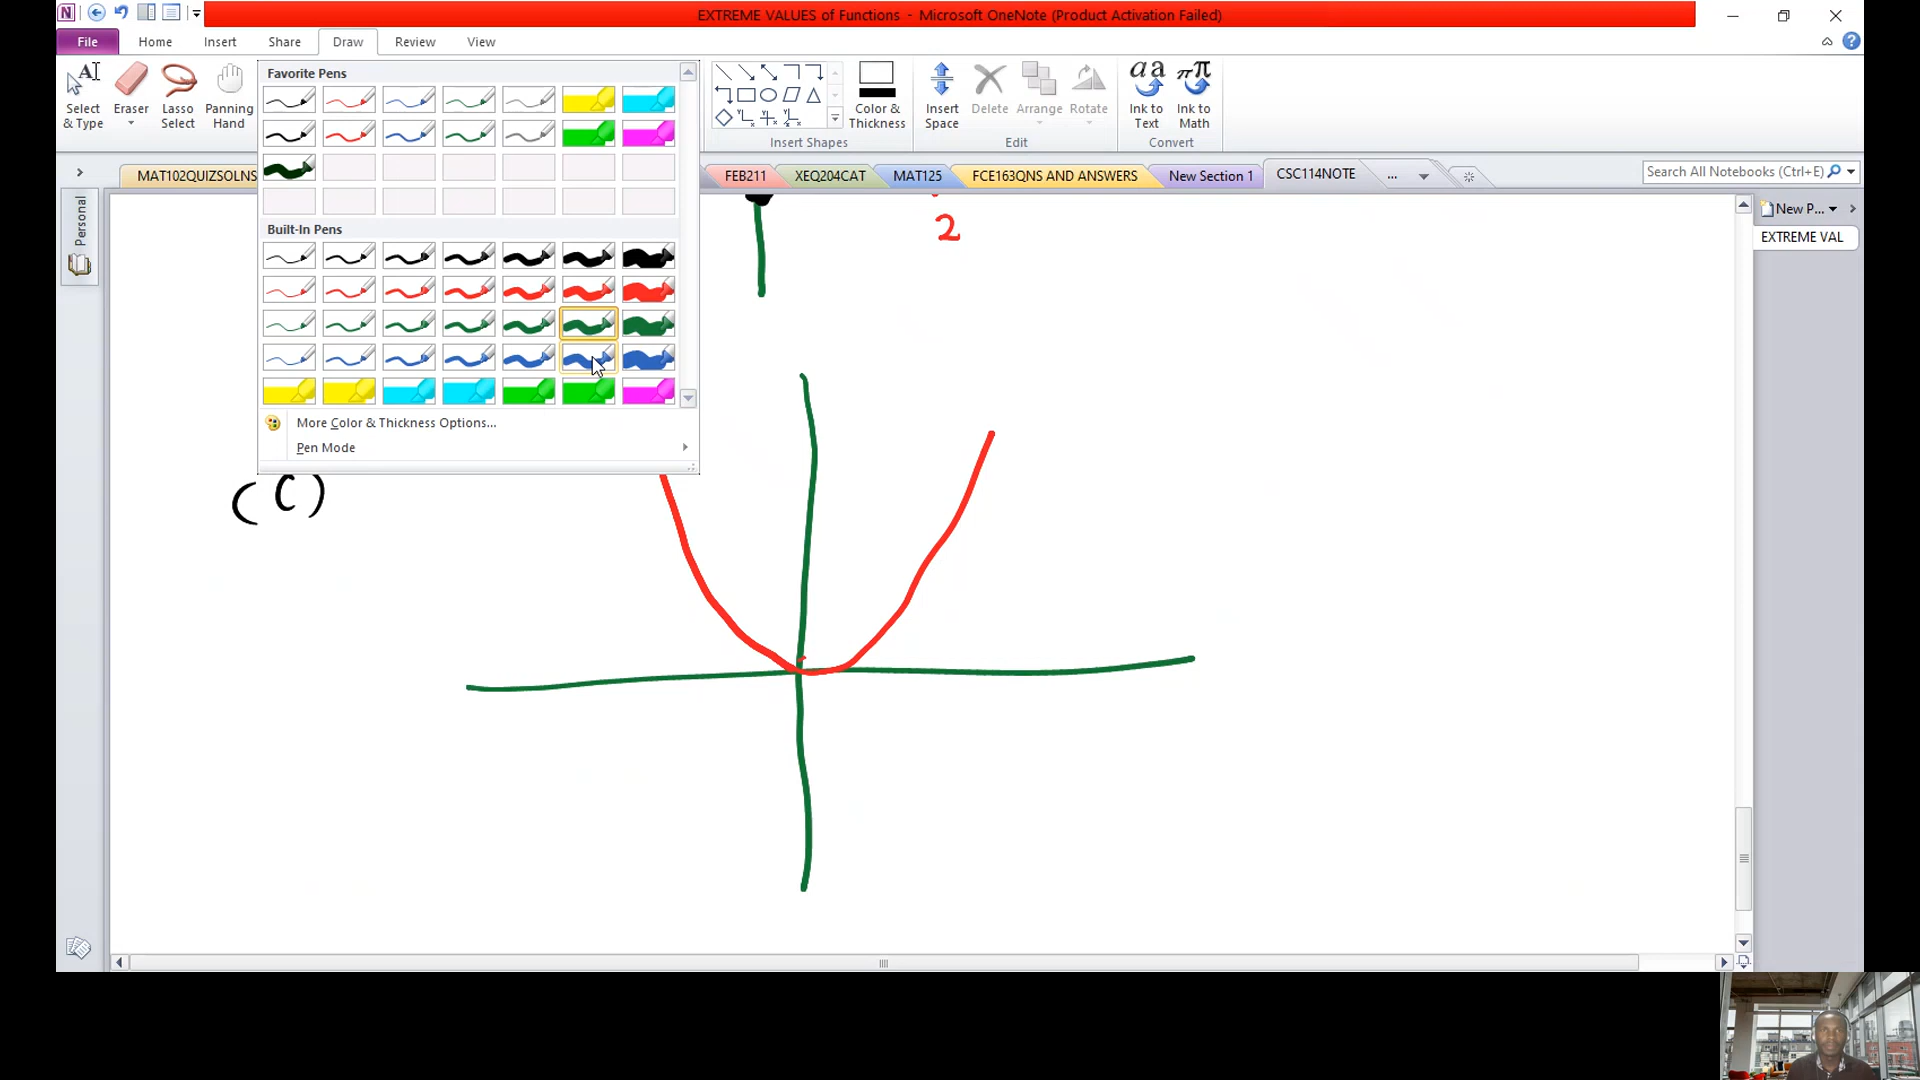 EXTREME VALUES of Functions - Microsoft OneNote (Product Activation Failed)
File Home Insert Share Draw Review View
Select & Type
Eraser
Lasso Select
Panning Hand
Favorite Pens
Built-In Pens
More Color & Thickness Options...
Pen Mode
Color & Thickness
Insert Shapes
Insert Space
Delete
Arrange
Rotate
Edit
Ink to Text
Ink to Math
Convert
MAT102QUIZSOLNS
FEB211 XEQ204CAT MAT125 FCE163QNS AND ANSWERS New Section 1 CSC114NOTE ...
Search All Notebooks (Ctrl+E)
Personal
New P...
EXTREME VAL
2
(C)